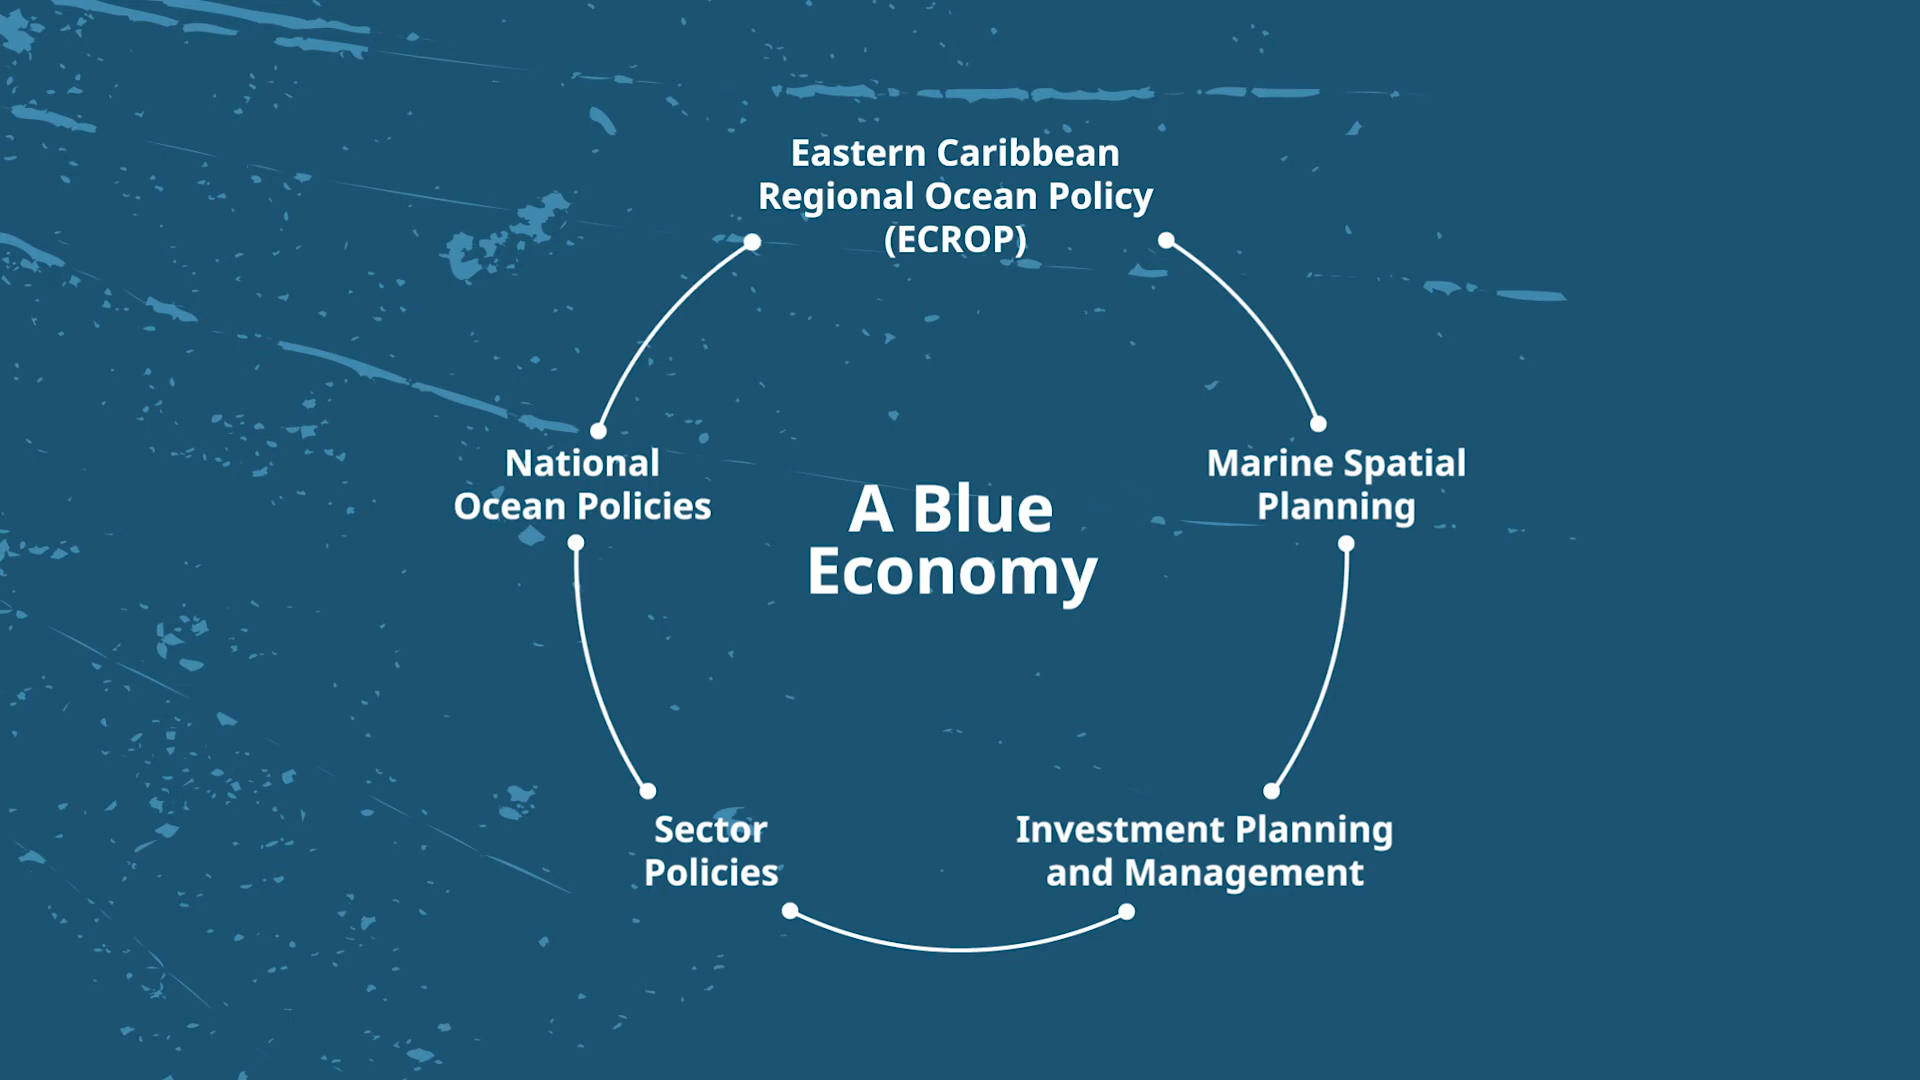 Eastern Caribbean
Regional Ocean Policy
(ECROP)
National
Ocean Policies
Marine Spatial
Planning
A Blue
Economy
Sector
Policies
Investment Planning
and Management